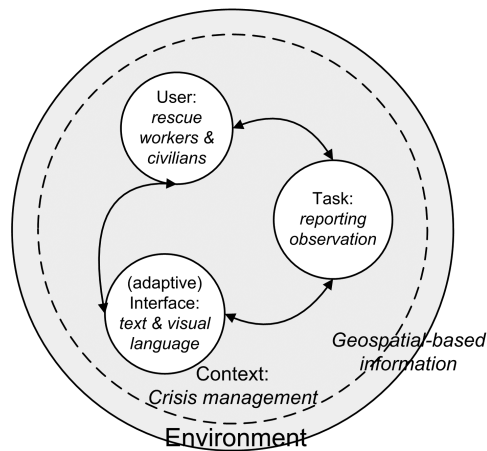 User:
rescue
workers &
civilians
Task:
reporting
observation
(adaptive)
Interface:
text & visual
language
Geospatial-based
information
Context:
Crisis management
Environment